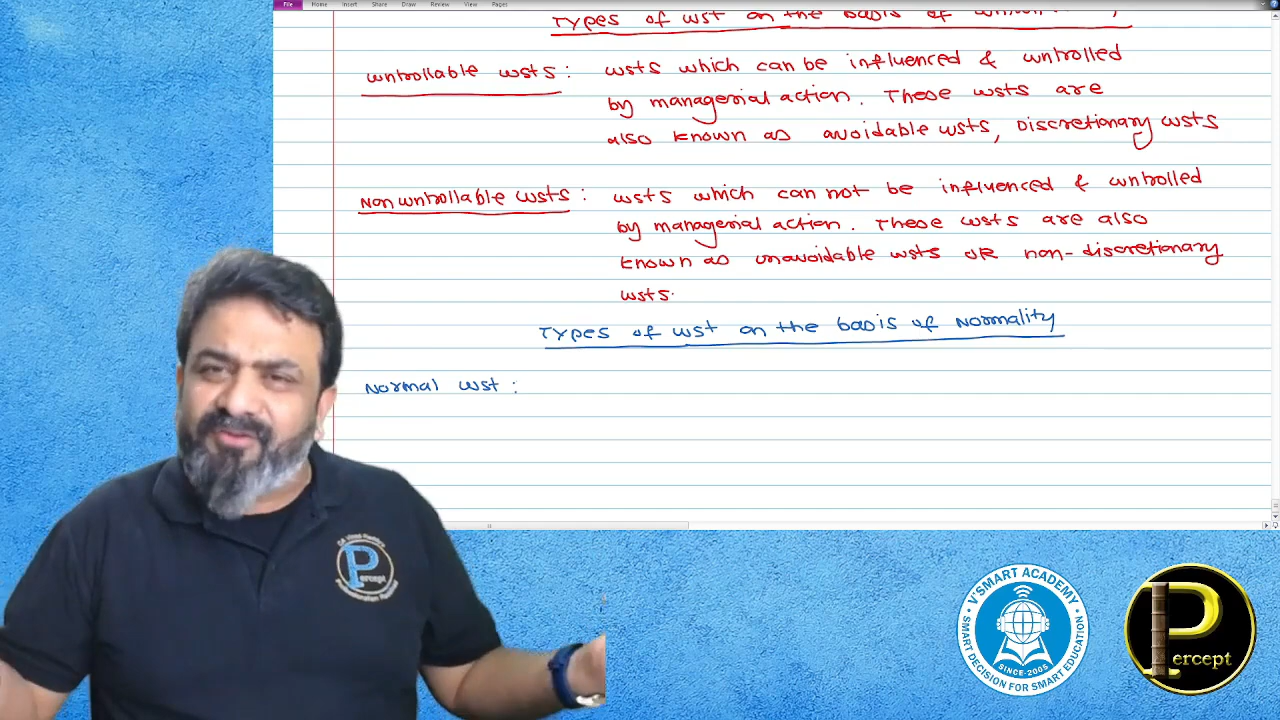 File Home Insert Share Draw Review View Pages
Types of cost on the basis of
controllable costs : costs which can be influenced & controlled
by managerial action. These costs are
also known as avoidable costs, Discretionary costs
Non controllable costs : costs which can not be influenced & controlled
by managerial action. These costs are also
known as unavoidable costs OR non-discretionary
costs.
Types of cost on the basis of Normality
Normal cost :
P
ercept
V'SMART ACADEMY
SINCE-2005
SMART DECISION FOR SMART EDUCATION
P
ercept